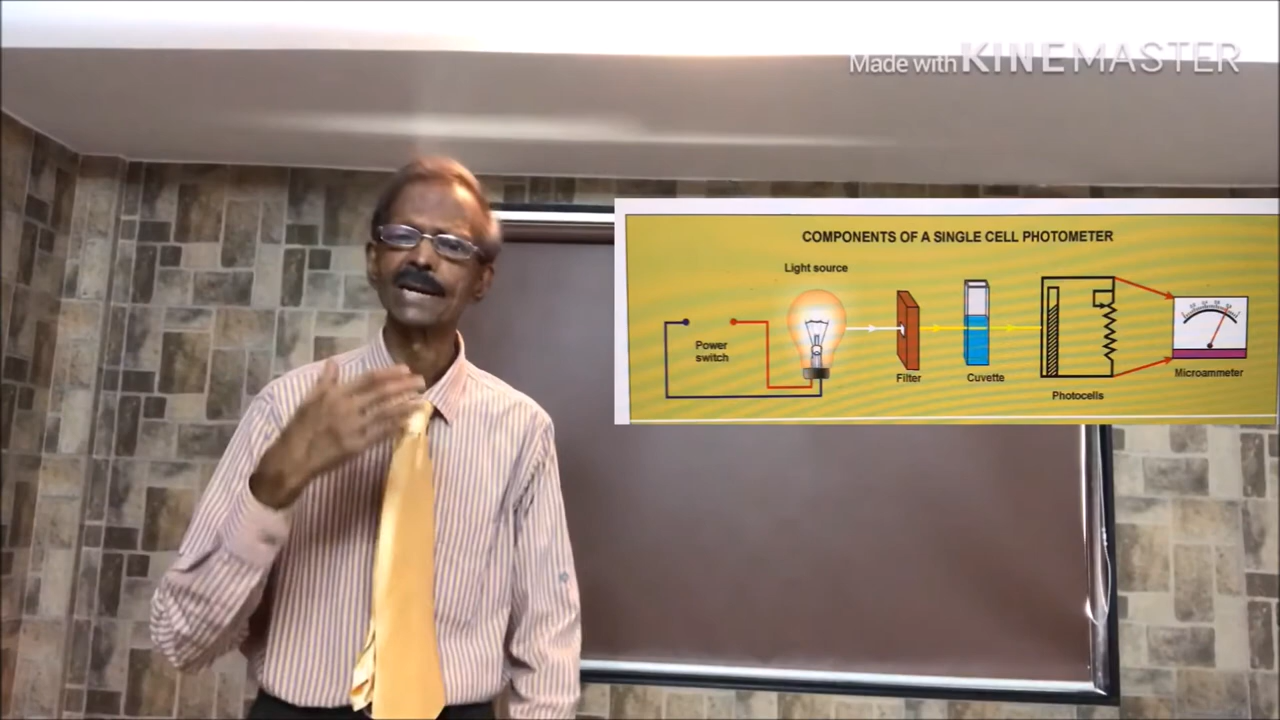 Made with KINEMASTER
COMPONENTS OF A SINGLE CELL PHOTOMETER
Light source
Power
switch
Filter
Cuvette
Photocells
Microammeter